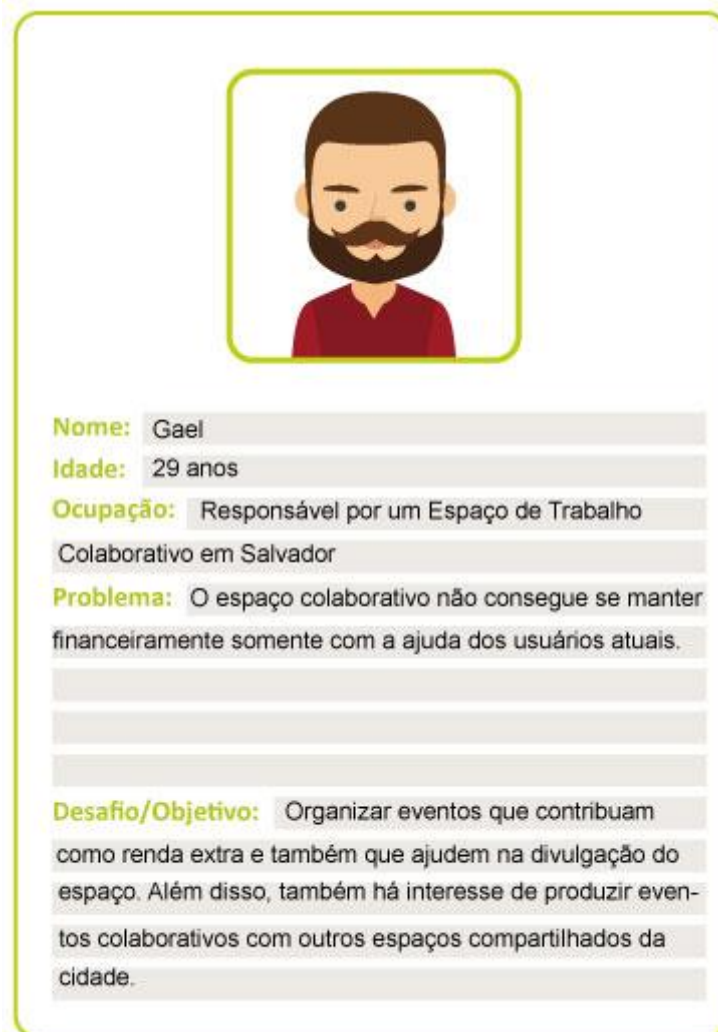 Nome: Gael
Idade: 29 anos
Ocupação: Responsável por um Espaço de Trabalho
Colaborativo em Salvador
Problema: O espaço colaborativo não consegue se manter
financeiramente somente com a ajuda dos usuários atuais.
Desafio/Objetivo: Organizar eventos que contribuam
como renda extra e também que ajudem na divulgação do
espaço. Além disso, também há interesse de produzir even-
tos colaborativos com outros espaços compartilhados da
cidade.